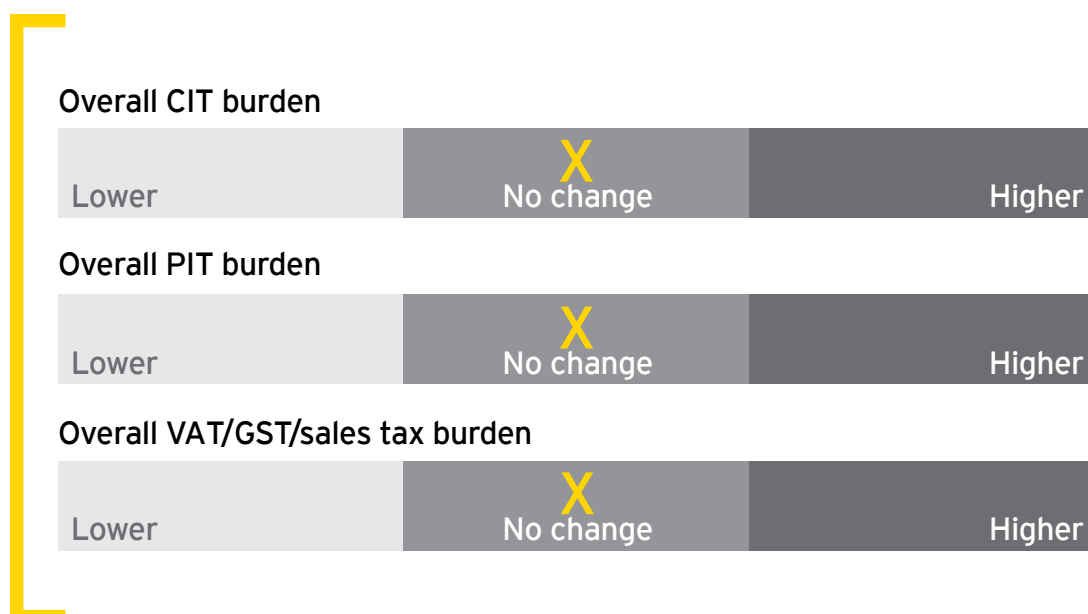 Overall CIT burden
X
Lower No change Higher
Overall PIT burden
X
Lower No change Higher
Overall VAT/GST/sales tax burden
X
Lower No change Higher